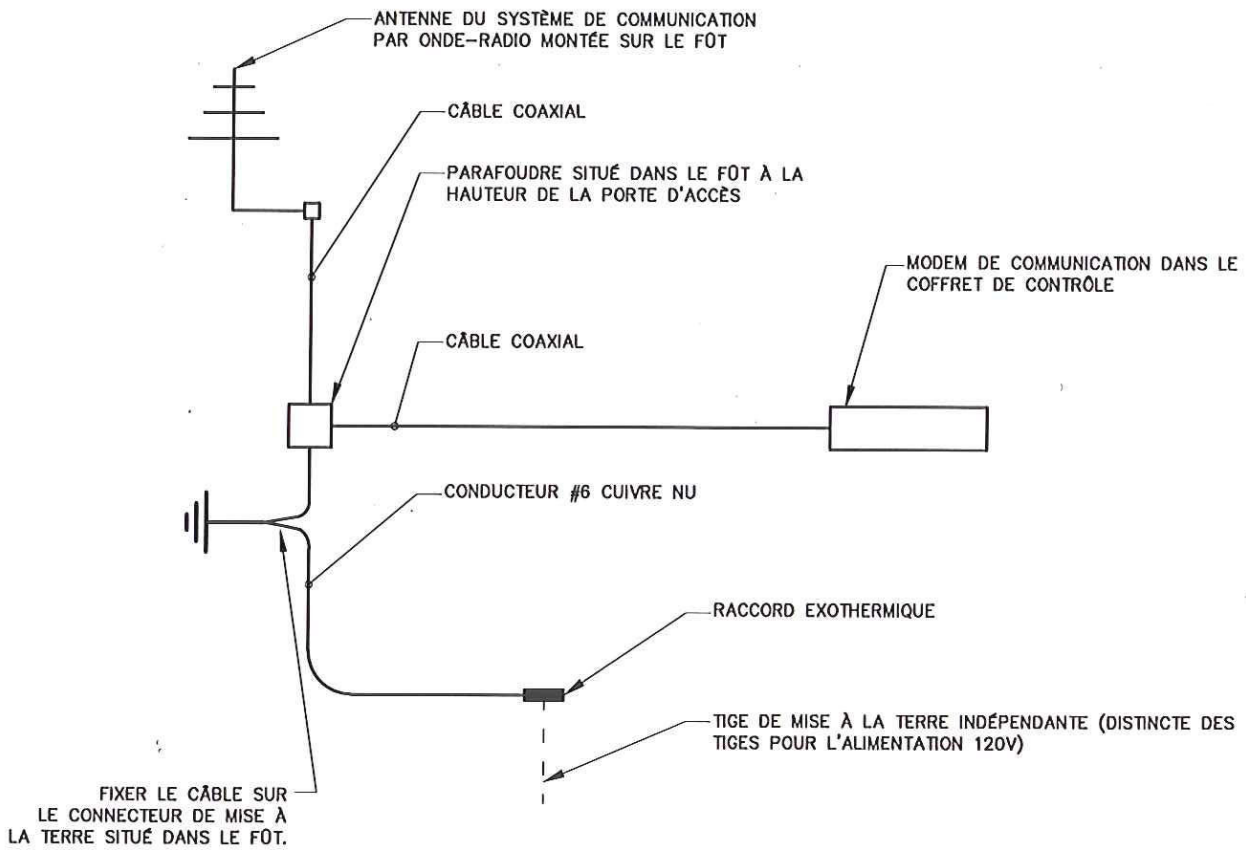 ANTENNE DU SYSTÈME DE COMMUNICATION
PAR ONDE-RADIO MONTÉE SUR LE FÛT
CÂBLE COAXIAL
PARAFOUDRE SITUÉ DANS LE FÛT À LA
HAUTEUR DE LA PORTE D'ACCÈS
MODEM DE COMMUNICATION DANS LE
COFFRET DE CONTRÔLE
CÂBLE COAXIAL
CONDUCTEUR #6 CUIVRE NU
RACCORD EXOTHERMIQUE
TIGE DE MISE À LA TERRE INDÉPENDANTE (DISTINCTE DES
TIGES POUR L'ALIMENTATION 120V)
FIXER LE CÂBLE SUR
LE CONNECTEUR DE MISE À
LA TERRE SITUÉ DANS LE FÛT.